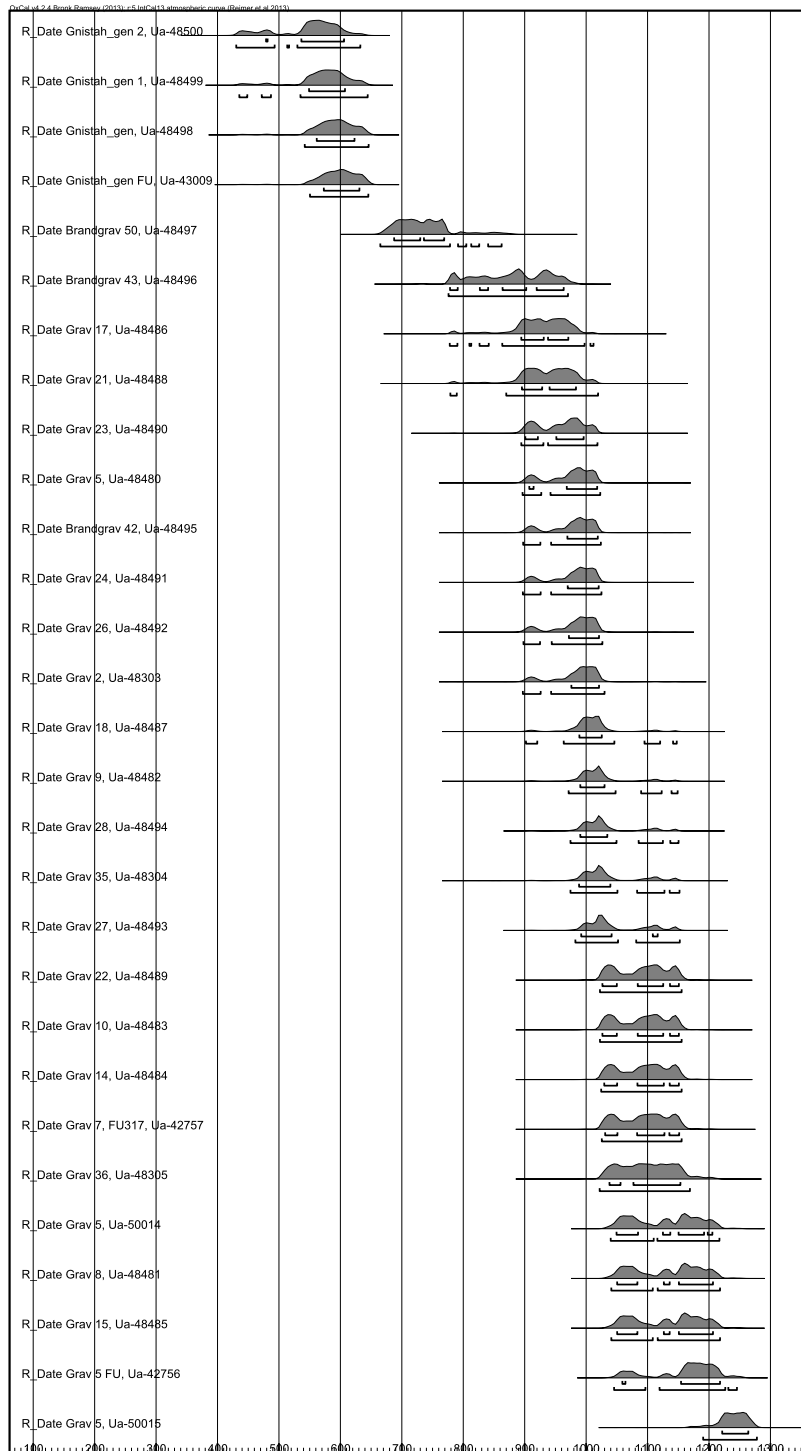 OxCal v4.2.4 Bronk Ramsey (2013); r:5 IntCal13 atmospheric curve (Reimer et al 2013)
R_Date Gnistah_gen 2, Ua-48500
R_Date Gnistah_gen 1, Ua-48499
R_Date Gnistah_gen, Ua-48498
R_Date Gnistah_gen FU, Ua-43009
R_Date Brandgrav 50, Ua-48497
R_Date Brandgrav 43, Ua-48496
R_Date Grav 17, Ua-48486
R_Date Grav 21, Ua-48488
R_Date Grav 23, Ua-48490
R_Date Grav 5, Ua-48480
R_Date Brandgrav 42, Ua-48495
R_Date Grav 24, Ua-48491
R_Date Grav 26, Ua-48492
R_Date Grav 2, Ua-48303
R_Date Grav 18, Ua-48487
R_Date Grav 9, Ua-48482
R_Date Grav 28, Ua-48494
R_Date Grav 35, Ua-48304
R_Date Grav 27, Ua-48493
R_Date Grav 22, Ua-48489
R_Date Grav 10, Ua-48483
R_Date Grav 14, Ua-48484
R_Date Grav 7, FU317, Ua-42757
R_Date Grav 36, Ua-48305
R_Date Grav 5, Ua-50014
R_Date Grav 8, Ua-48481
R_Date Grav 15, Ua-48485
R_Date Grav 5 FU, Ua-42756
R_Date Grav 5, Ua-50015
100 200 300 400 500 600 700 800 900 1000 1100 1200 1300